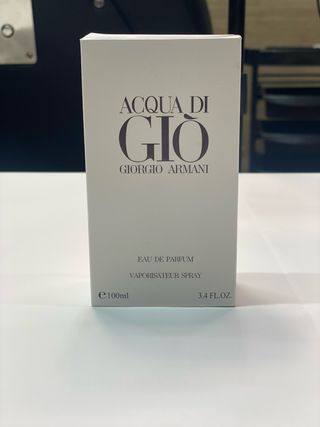 ACQUA DI
GIÒ
GIORGIO ARMANI
EAU DE PARFUM
VAPORISATEUR SPRAY
℮100ml 3.4 FL.OZ.